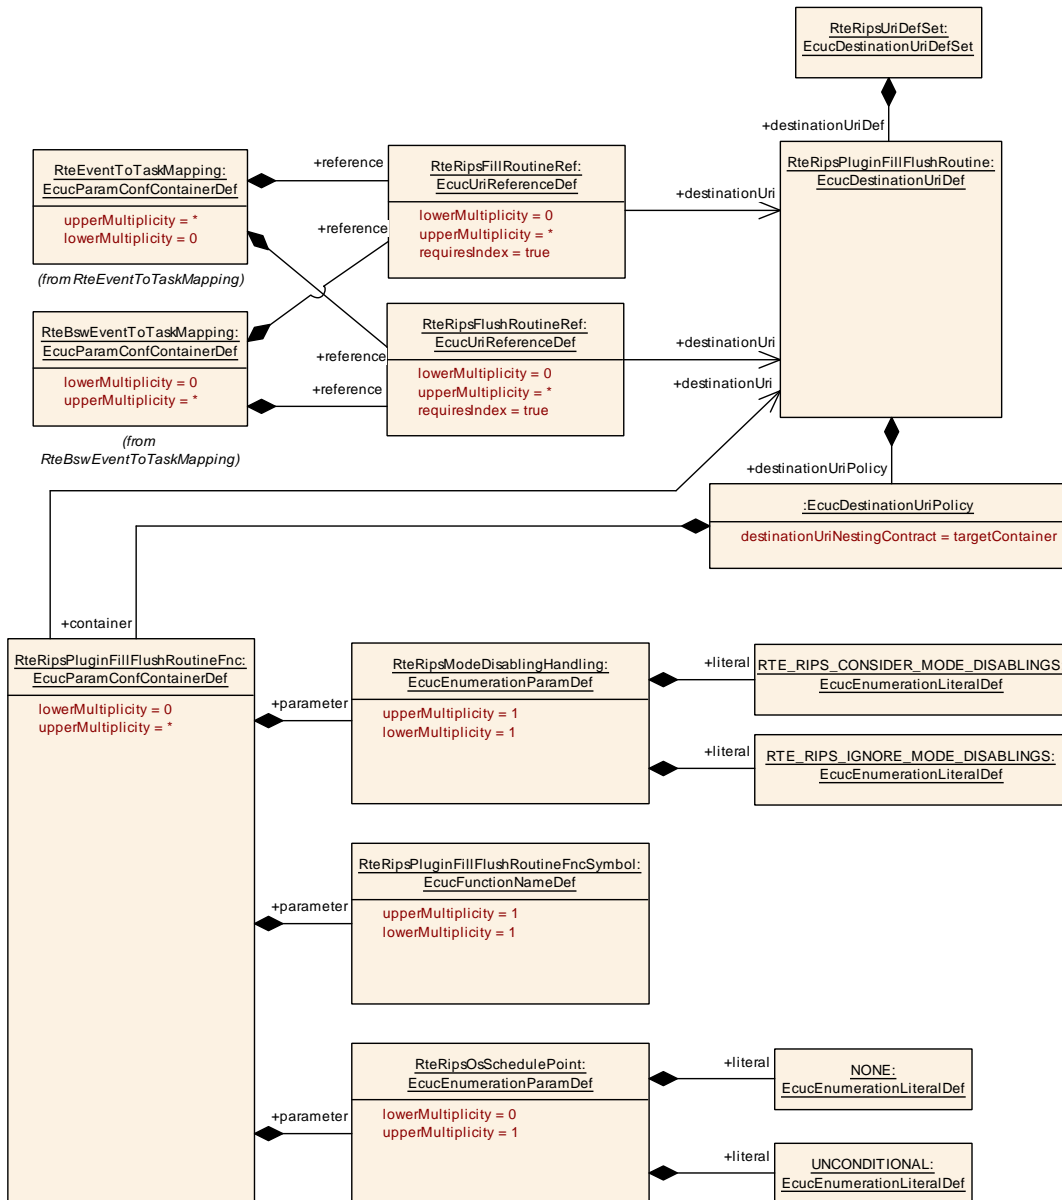 RteRipsUriDefSet:
EcucDestinationUriDefSet
+destinationUriDef
RteRipsPluginFillFlushRoutine:
EcucDestinationUriDef
RteEventToTaskMapping:
EcucParamConfContainerDef
upperMultiplicity = *
lowerMultiplicity = 0
(from RteEventToTaskMapping)
+reference
RteRipsFillRoutineRef:
EcucUriReferenceDef
lowerMultiplicity = 0
upperMultiplicity = *
requiresIndex = true
+destinationUri
+reference
RteBswEventToTaskMapping:
EcucParamConfContainerDef
lowerMultiplicity = 0
upperMultiplicity = *
(from
RteBswEventToTaskMapping)
+reference
+reference
RteRipsFlushRoutineRef:
EcucUriReferenceDef
lowerMultiplicity = 0
upperMultiplicity = *
requiresIndex = true
+destinationUri
+destinationUri
+destinationUriPolicy
:EcucDestinationUriPolicy
destinationUriNestingContract = targetContainer
+container
RteRipsPluginFillFlushRoutineFnc:
EcucParamConfContainerDef
lowerMultiplicity = 0
upperMultiplicity = *
+parameter
RteRipsModeDisablingHandling:
EcucEnumerationParamDef
upperMultiplicity = 1
lowerMultiplicity = 1
+literal
RTE_RIPS_CONSIDER_MODE_DISABLINGS
EcucEnumerationLiteralDef
+literal
RTE_RIPS_IGNORE_MODE_DISABLINGS:
EcucEnumerationLiteralDef
+parameter
RteRipsPluginFillFlushRoutineFncSymbol:
EcucFunctionNameDef
upperMultiplicity = 1
lowerMultiplicity = 1
+parameter
RteRipsOsSchedulePoint:
EcucEnumerationParamDef
lowerMultiplicity = 0
upperMultiplicity = 1
+literal
NONE:
EcucEnumerationLiteralDef
+literal
UNCONDITIONAL:
EcucEnumerationLiteralDef